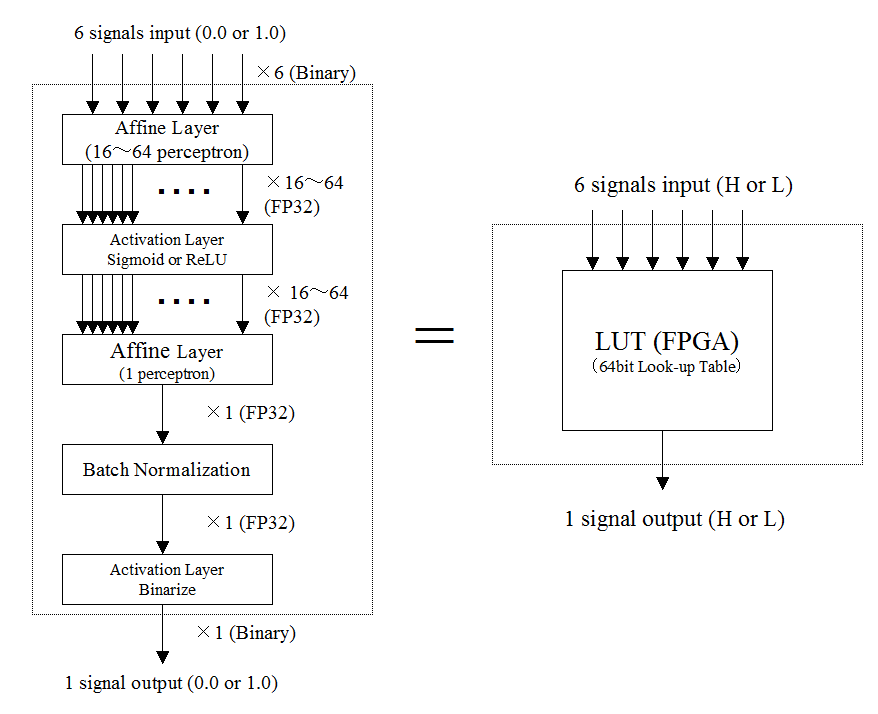 6 signals input (0.0 or 1.0)
×6 (Binary)
Affine Layer
(16～64 perceptron)
‥‥
×16～64
(FP32)
Activation Layer
Sigmoid or ReLU
‥‥
× 16～64
(FP32)
Affine Layer
(1 perceptron)
×1 (FP32)
Batch Normalization
×1 (FP32)
Activation Layer
Binarize
×1 (Binary)
1 signal output (0.0 or 1.0)
=
6 signals input (H or L)
LUT (FPGA)
（64bit Look-up Table）
1 signal output (H or L)